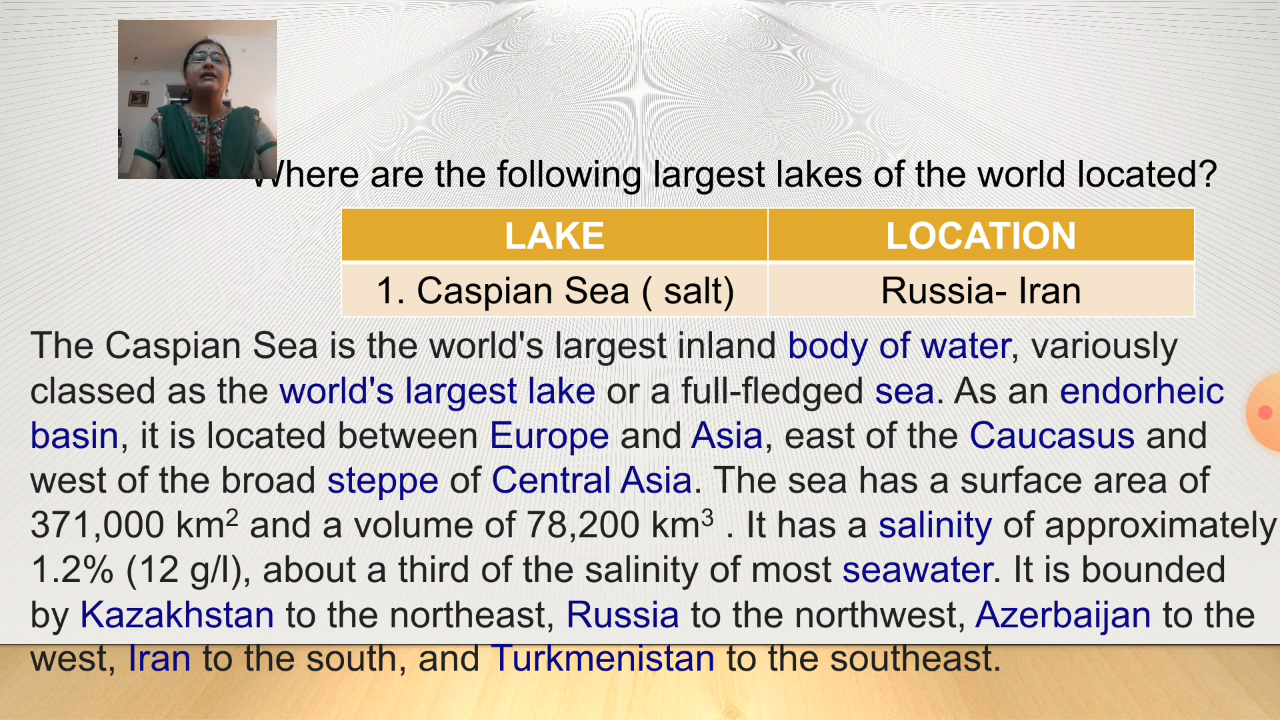 Where are the following largest lakes of the world located?
LAKE LOCATION
1. Caspian Sea ( salt) Russia- Iran
The Caspian Sea is the world's largest inland body of water, variously
classed as the world's largest lake or a full-fledged sea. As an endorheic
basin, it is located between Europe and Asia, east of the Caucasus and
west of the broad steppe of Central Asia. The sea has a surface area of
371,000 km² and a volume of 78,200 km³ . It has a salinity of approximately
1.2% (12 g/l), about a third of the salinity of most seawater. It is bounded
by Kazakhstan to the northeast, Russia to the northwest, Azerbaijan to the
west, Iran to the south, and Turkmenistan to the southeast.